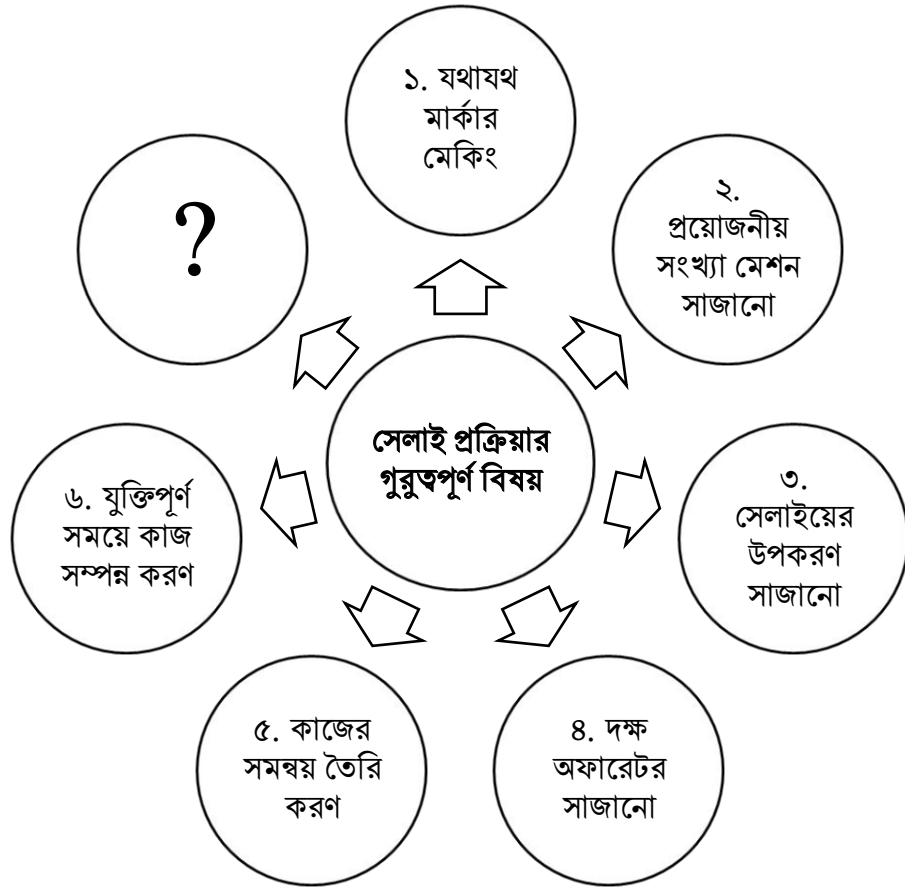 ১. যথাযথ
মার্কার
মেকিং
২.
প্রয়োজনীয়
সংখ্যা মেশন
সাজানো
৩.
সেলাইয়ের
উপকরণ
সাজানো
৪. দক্ষ
অফারেটর
সাজানো
৫. কাজের
সমন্বয় তৈরি
করণ
৬. যুক্তিপূর্ণ
সময়ে কাজ
সম্পন্ন করণ
?
সেলাই প্রক্রিয়ার
গুরুত্বপূর্ণ বিষয়